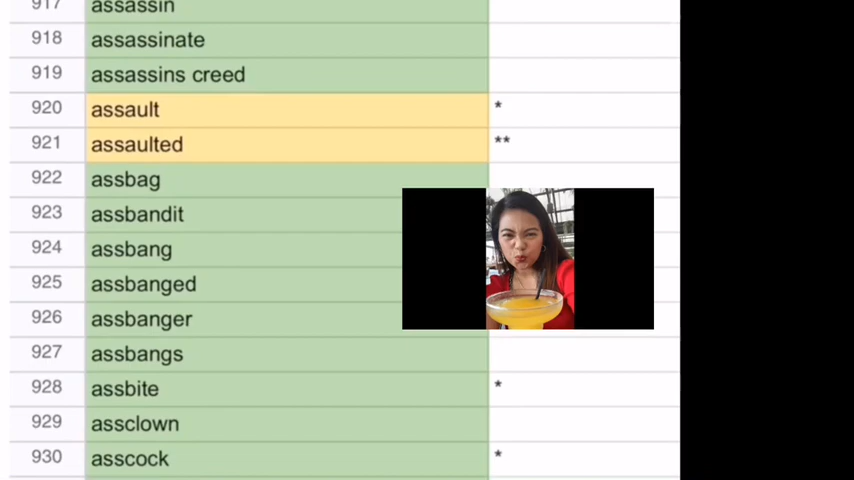 917 assassin
918 assassinate
919 assassins creed
920 assault *
921 assaulted **
922 assbag
923 assbandit
924 assbang
925 assbanged
926 assbanger
927 assbangs
928 assbite *
929 assclown
930 asscock *